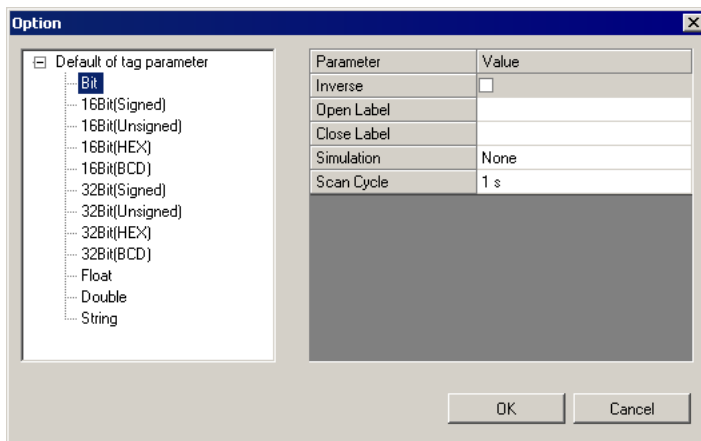 Option
Default of tag parameter
Bit
16Bit(Signed)
16Bit(Unsigned)
16Bit(HEX)
16Bit(BCD)
32Bit(Signed)
32Bit(Unsigned)
32Bit(HEX)
32Bit(BCD)
Float
Double
String
Parameter Value
Inverse
Open Label
Close Label
Simulation None
Scan Cycle 1 s
OK Cancel